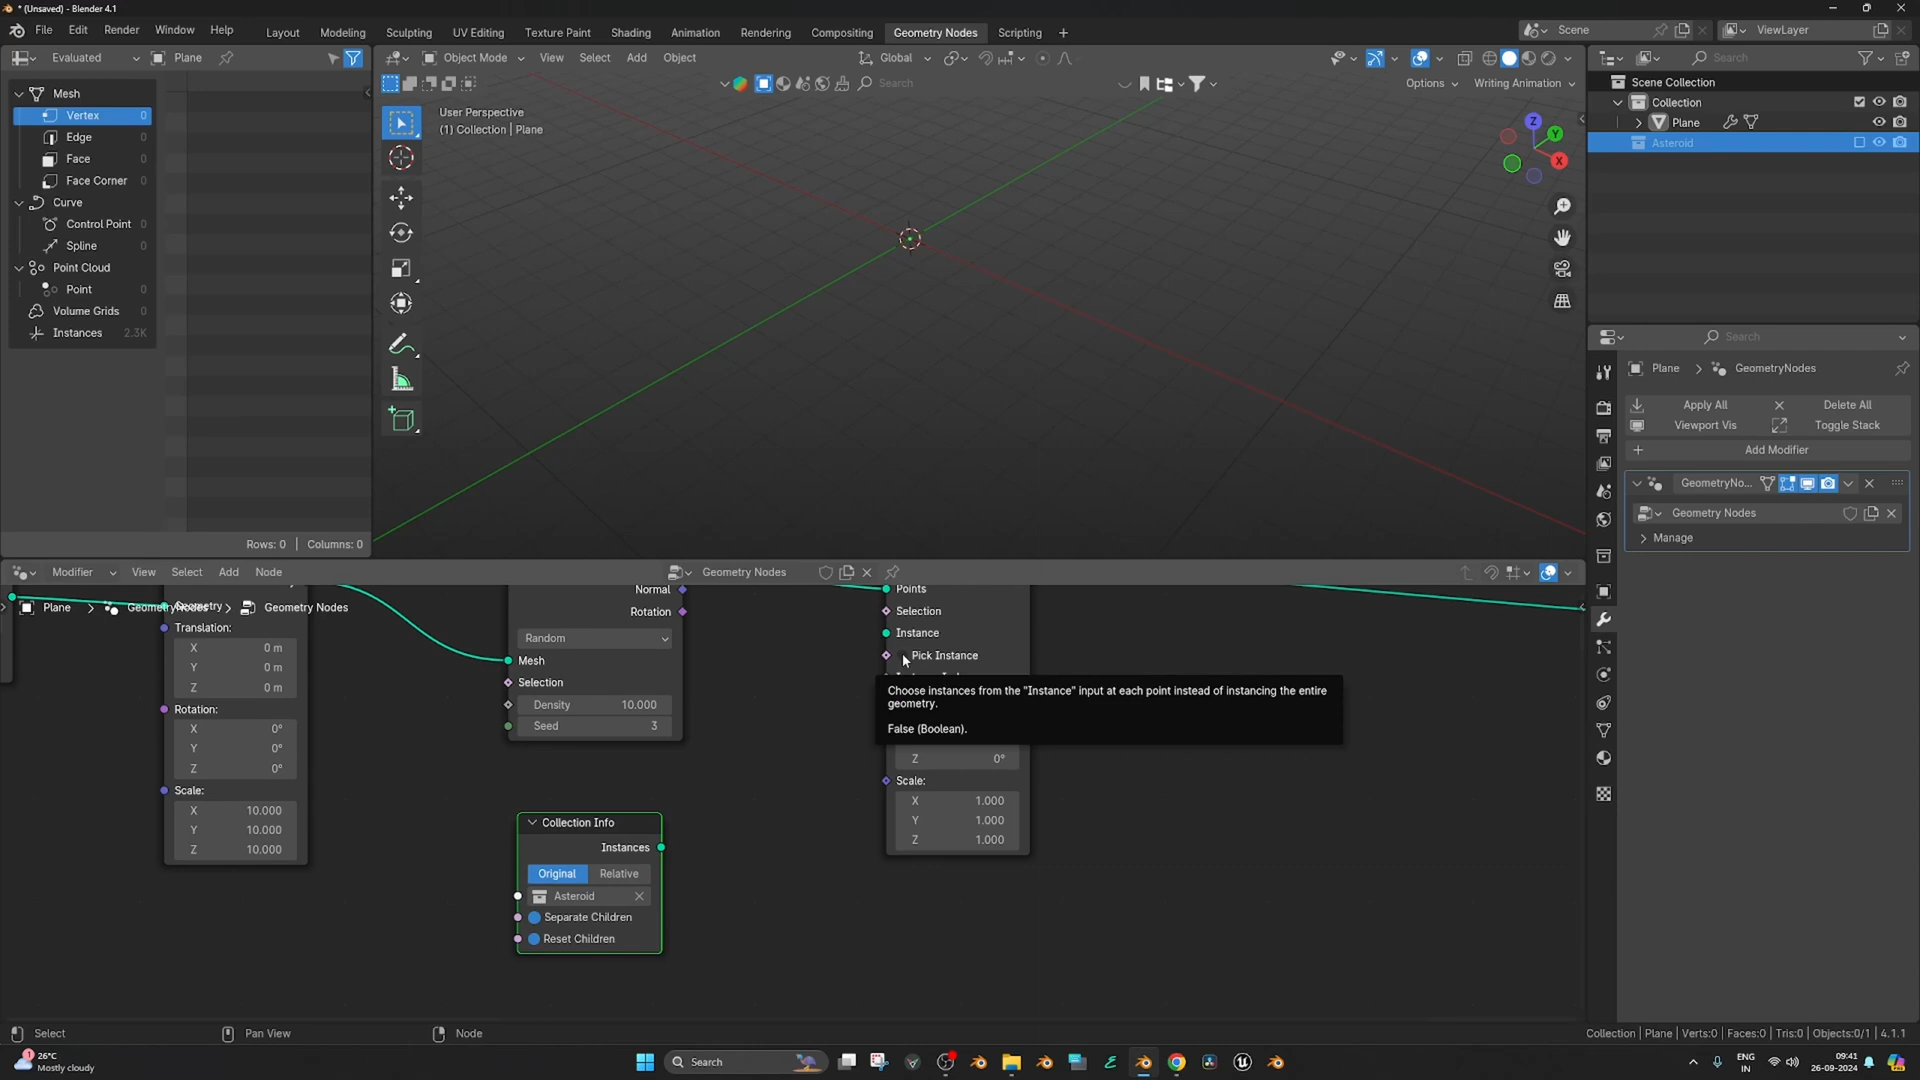 * (Unsaved) - Blender 4.1
File Edit Render Window Help
Layout Modeling Sculpting UV Editing Texture Paint Shading Animation Rendering Compositing Geometry Nodes Scripting +
Scene ViewLayer
Evaluated Plane
Object Mode View Select Add Object Global
Search
Options Writing Animation
Search
Scene Collection
Collection
Plane
Asteroid
Mesh
Vertex 0
Edge 0
Face 0
Face Corner 0
Curve
Control Point 0
Spline 0
Point Cloud
Point 0
Volume Grids 0
Instances 2.3K
Rows: 0 | Columns: 0
User Perspective
(1) Collection | Plane
Z
Y
X
Search
Plane > GeometryNodes
Apply All Delete All
Viewport Vis Toggle Stack
+ Add Modifier
GeometryNo...
Geometry Nodes
Manage
Modifier View Select Add Node Geometry Nodes
Plane > GeometryNodes > Geometry Nodes
Geometry
Translation:
X 0 m
Y 0 m
Z 0 m
Rotation:
X 0°
Y 0°
Z 0°
Scale:
X 10.000
Y 10.000
Z 10.000
Normal
Rotation
Random
Mesh
Selection
Density 10.000
Seed 3
Collection Info
Instances
Original Relative
Asteroid
Separate Children
Reset Children
Points
Selection
Instance
Pick Instance
Choose instances from the "Instance" input at each point instead of instancing the entire
geometry.
False (Boolean).
Z 0°
Scale:
X 1.000
Y 1.000
Z 1.000
Select Pan View Node
Collection | Plane | Verts:0 | Faces:0 | Tris:0 | Objects:0/1 | 4.1.1
1
26°C
Mostly cloudy
Search
ENG
IN
09:41
26-09-2024